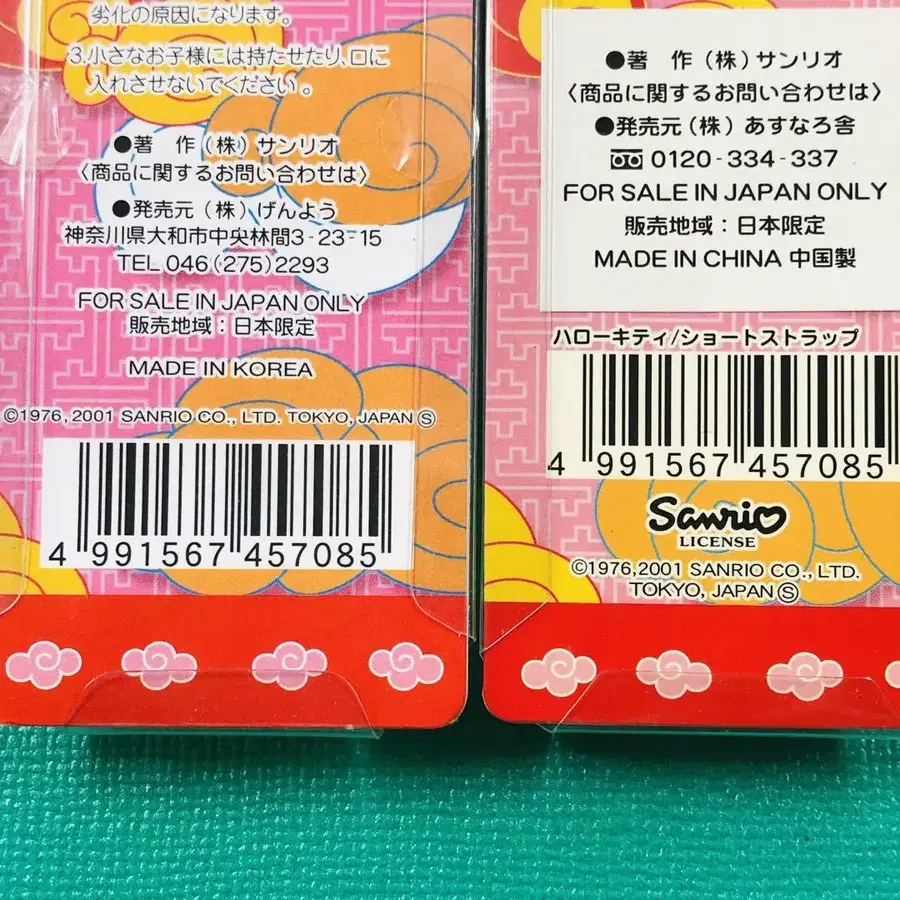 劣化の原因になります。
3.小さなお子様には持たせたり、口に
入れさせないでください。
●著 作(株)サンリオ
〈商品に関するお問い合わせは〉
●発売元(株)げんよう
神奈川県大和市中央林間3-23-15
TEL 046(275)2293
FOR SALE IN JAPAN ONLY
販売地域:日本限定
MADE IN KOREA
©1976, 2001 SANRIO CO., LTD. TOKYO, JAPAN Ⓢ
4 991567 457085
●著 作(株)サンリオ
〈商品に関するお問い合わせは〉
●発売元(株)あすなろ舎
0120-334-337
FOR SALE IN JAPAN ONLY
販売地域:日本限定
MADE IN CHINA 中国製
ハローキティ/ショートストラップ
4 991567 457085
Sanrio
LICENSE
©1976,2001 SANRIO CO., LTD.
TOKYO, JAPAN Ⓢ